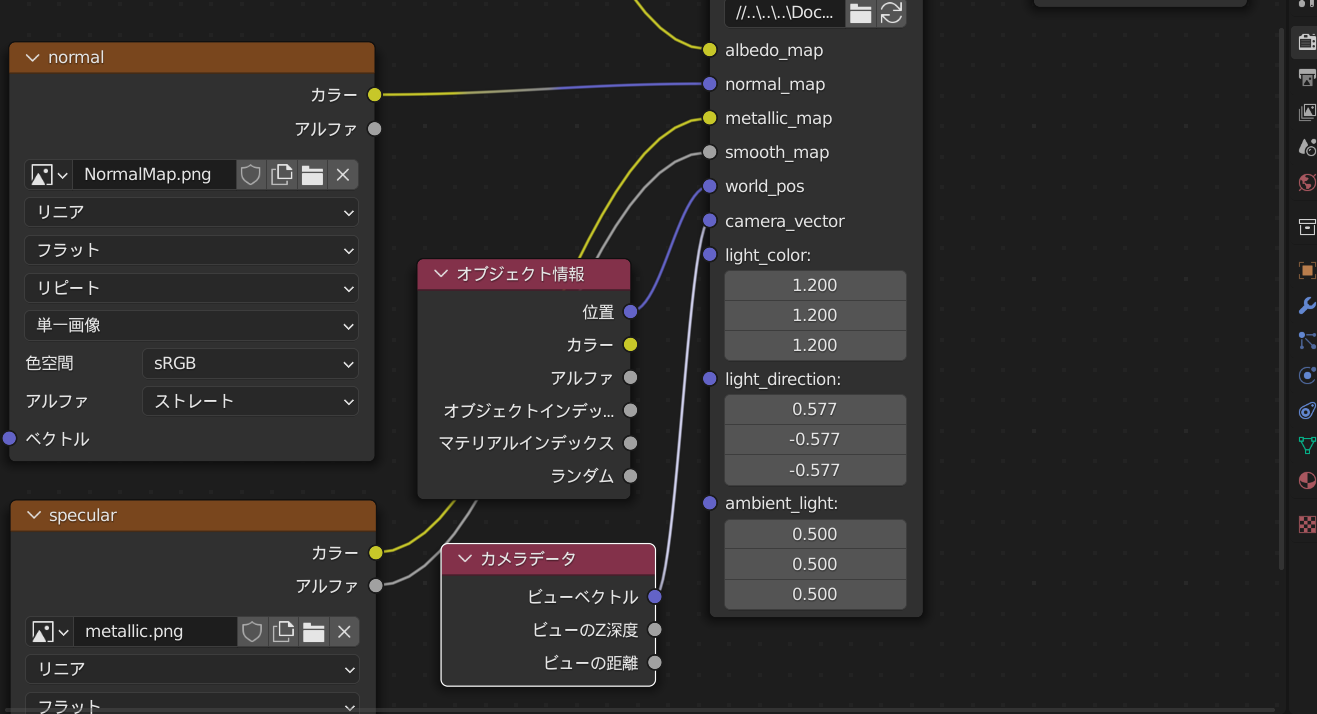 normal
カラー
アルファ
NormalMap.png
リニア
フラット
リピート
単一画像
色空間 sRGB
アルファ ストレート
ベクトル
specular
カラー
アルファ
metallic.png
リニア
フラット
オブジェクト情報
位置
カラー
アルファ
オブジェクトインデッ...
マテリアルインデックス
ランダム
カメラデータ
ビューベクトル
ビューのZ深度
ビューの距離
//..\..\..\Doc...
albedo_map
normal_map
metallic_map
smooth_map
world_pos
camera_vector
light_color:
1.200
1.200
1.200
light_direction:
0.577
-0.577
-0.577
ambient_light:
0.500
0.500
0.500